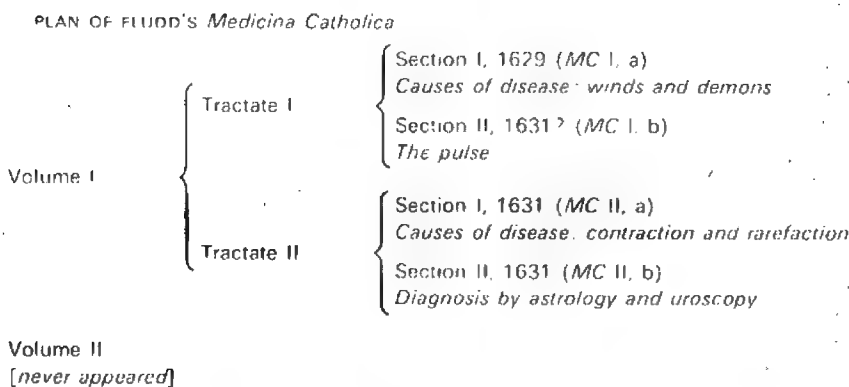 PLAN OF FLUDD'S Medicina Catholica
Section I, 1629 (MC I, a)
Causes of disease: winds and demons
Tractate I
Section II, 1631? (MC I. b)
The pulse
Volume I
Section I, 1631 (MC II, a)
Causes of disease. contraction and rarefaction
Tractate II
Section II, 1631 (MC II, b)
Diagnosis by astrology and uroscopy
Volume II
[never appeared]